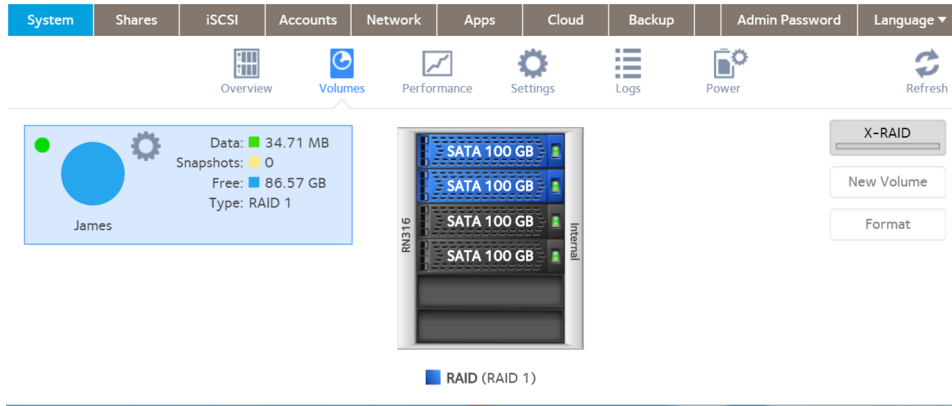 System Shares iSCSI Accounts Network Apps Cloud Backup Admin Password Language
Overview Volumes Performance Settings Logs Power Refresh
Data: 34.71 MB
Snapshots: 0
Free: 86.57 GB
Type: RAID 1
James
RN316
SATA 100 GB
SATA 100 GB
SATA 100 GB
SATA 100 GB
Internal
RAID (RAID 1)
X-RAID
New Volume
Format